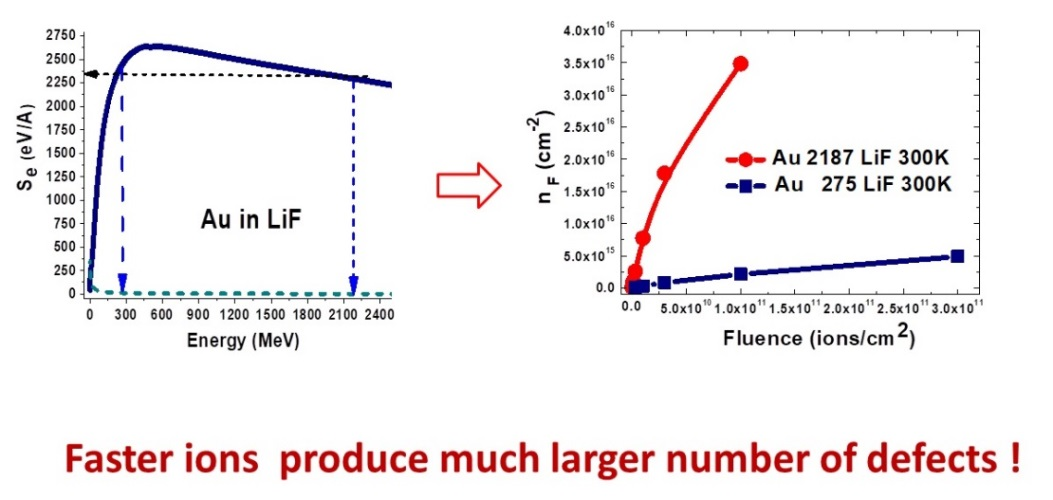 2750
2500
2250
2000
1750
1500
1250
1000
750
500
250
0
S e (eV/A)
Au in LiF
0 300 600 900 1200 1500 1800 2100 2400
Energy (MeV)
4.0x10^16
3.5x10^16
3.0x10^16
2.5x10^16
2.0x10^16
1.5x10^16
1.0x10^16
5.0x10^15
0.0
n F (cm^-2)
Au 2187 LiF 300K
Au 275 LiF 300K
0.0 5.0x10^10 1.0x10^11 1.5x10^11 2.0x10^11 2.5x10^11 3.0x10^11
Fluence (ions/cm^2)
Faster ions produce much larger number of defects !